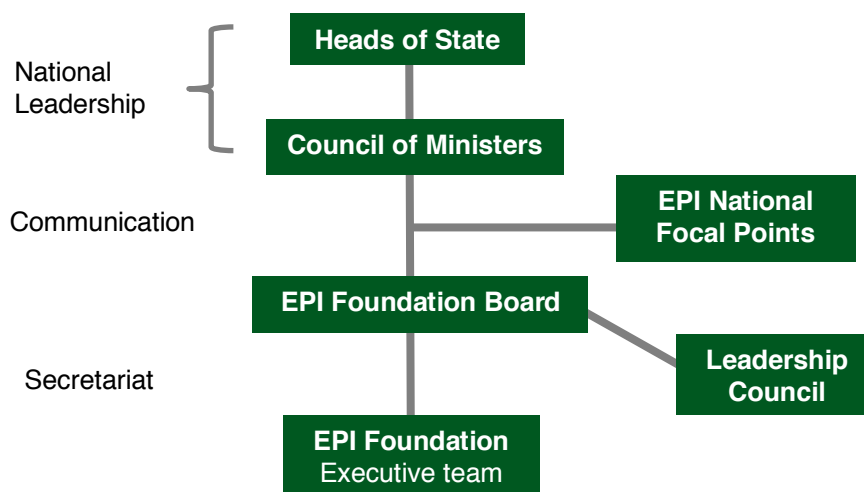 Heads of State
National
Leadership
Council of Ministers
EPI National
Focal Points
Communication
EPI Foundation Board
Leadership
Council
Secretariat
EPI Foundation
Executive team